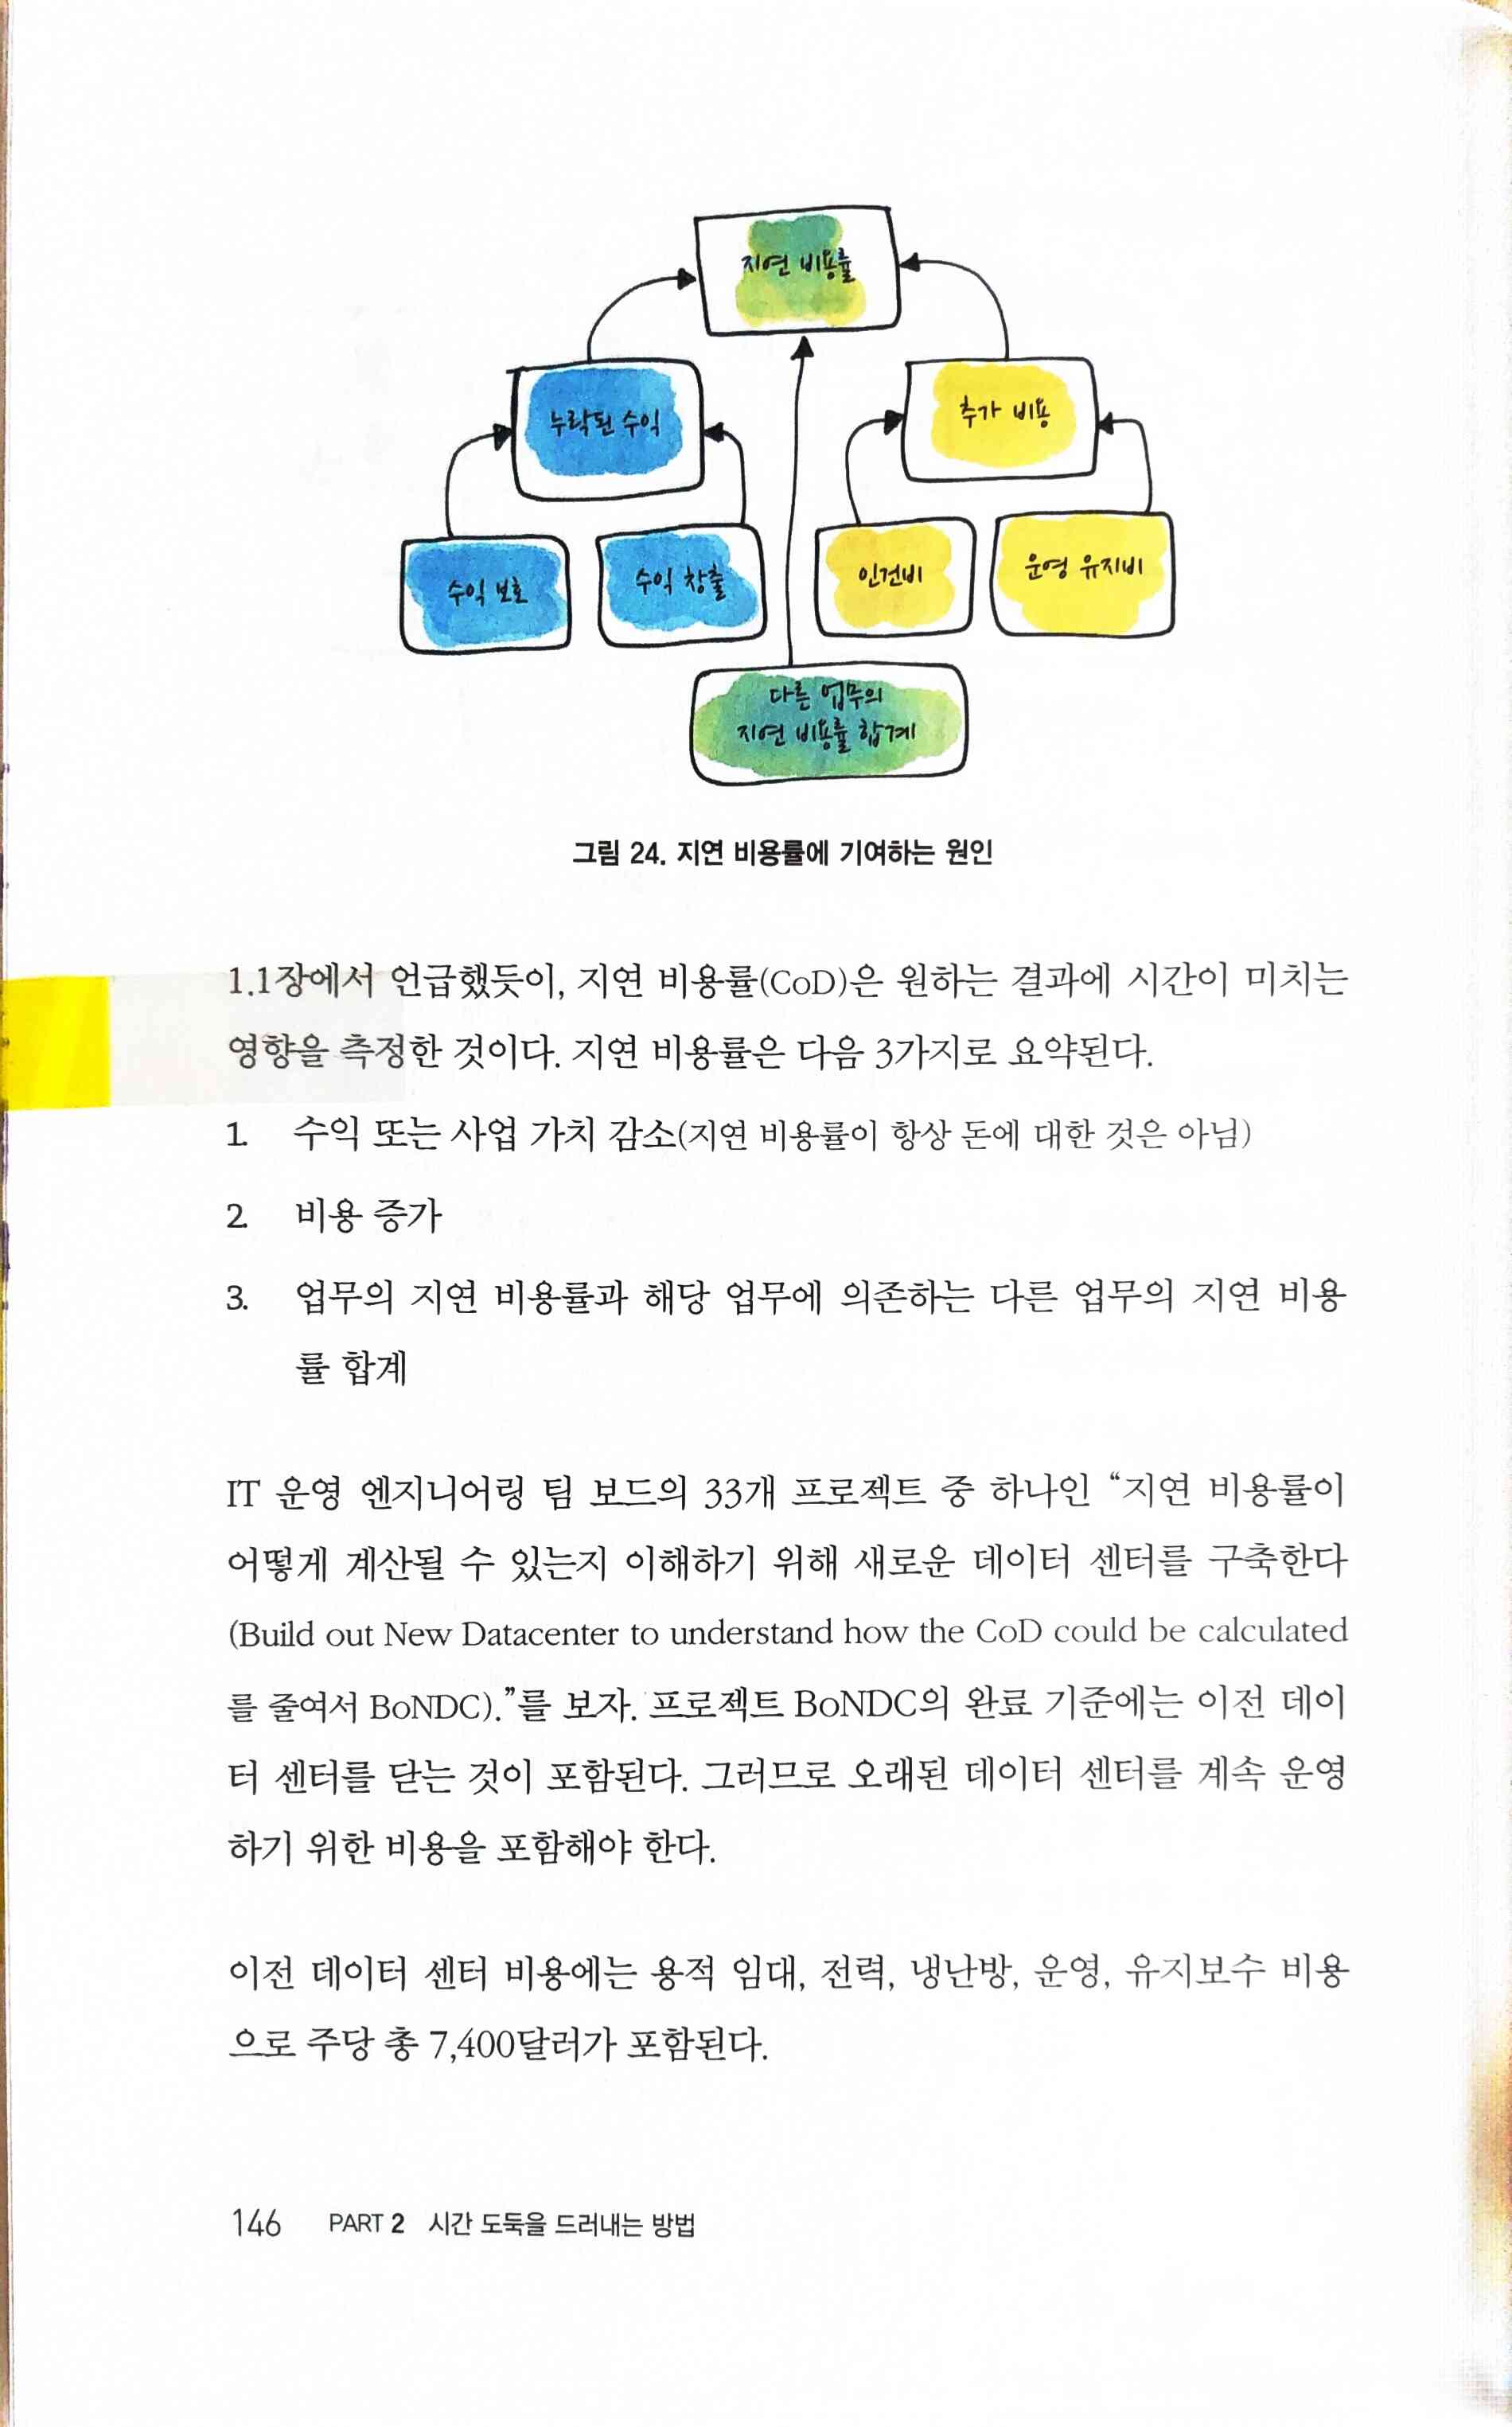 지연 비용률
누락된 수익
추가 비용
수익 보호
수익 창출
인건비
운영 유지비
다른 업무의
지연 비용률 합계
그림 24. 지연 비용률에 기여하는 원인
1.1장에서 언급했듯이, 지연 비용률(CoD)은 원하는 결과에 시간이 미치는
영향을 측정한 것이다. 지연 비용률은 다음 3가지로 요약된다.
1. 수익 또는 사업 가치 감소(지연 비용률이 항상 돈에 대한 것은 아님)
2. 비용 증가
3. 업무의 지연 비용률과 해당 업무에 의존하는 다른 업무의 지연 비용
률 합계
IT 운영 엔지니어링 팀 보드의 33개 프로젝트 중 하나인 “지연 비용률이
어떻게 계산될 수 있는지 이해하기 위해 새로운 데이터 센터를 구축한다
(Build out New Datacenter to understand how the CoD could be calculated
를 줄여서 BoNDC).”를 보자. 프로젝트 BoNDC의 완료 기준에는 이전 데이
터 센터를 닫는 것이 포함된다. 그러므로 오래된 데이터 센터를 계속 운영
하기 위한 비용을 포함해야 한다.
이전 데이터 센터 비용에는 용적 임대, 전력, 냉난방, 운영, 유지보수 비용
으로 주당 총 7,400달러가 포함된다.
146 PART 2 시간 도둑을 드러내는 방법